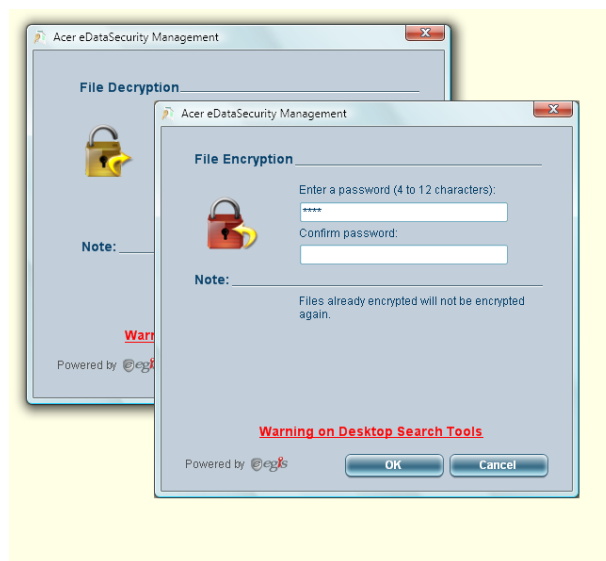 Acer eDataSecurity Management
File Decryption
Note:
Powered by egis
Acer eDataSecurity Management
File Encryption
Enter a password (4 to 12 characters):
****
Confirm password:
Note:
Files already encrypted will not be encrypted
again.
Warning on Desktop Search Tools
Powered by egis
OK
Cancel